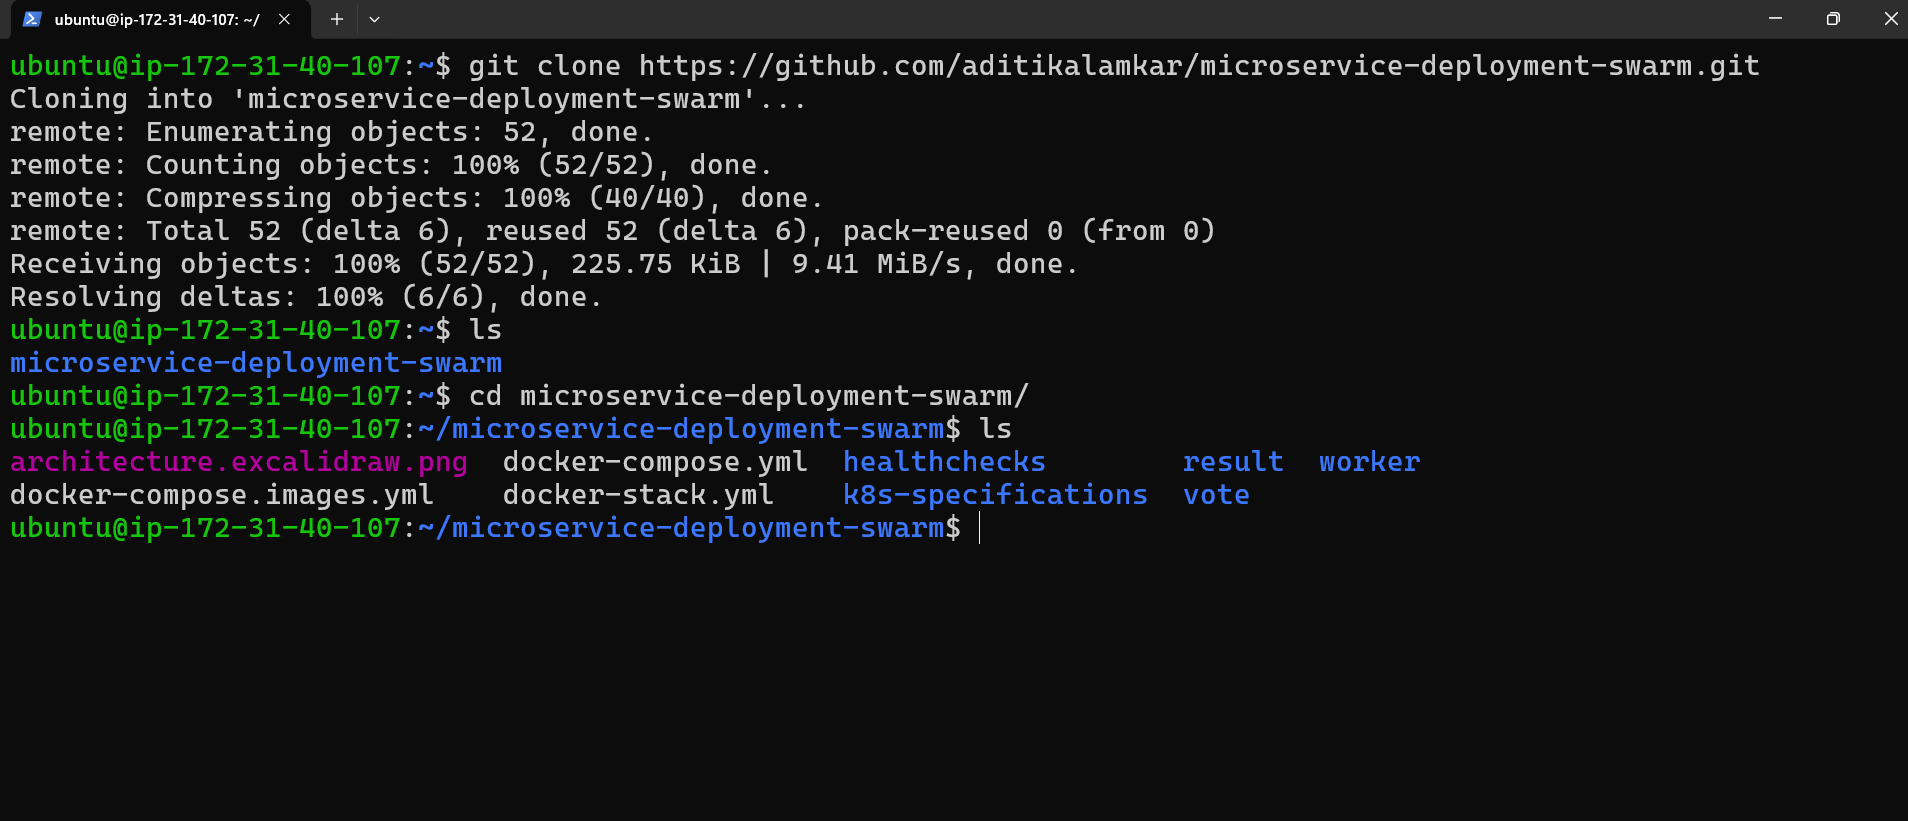 ubuntu@ip-172-31-40-107: ~/
ubuntu@ip-172-31-40-107:~$ git clone https://github.com/aditikalamkar/microservice-deployment-swarm.git
Cloning into 'microservice-deployment-swarm'...
remote: Enumerating objects: 52, done.
remote: Counting objects: 100% (52/52), done.
remote: Compressing objects: 100% (40/40), done.
remote: Total 52 (delta 6), reused 52 (delta 6), pack-reused 0 (from 0)
Receiving objects: 100% (52/52), 225.75 KiB | 9.41 MiB/s, done.
Resolving deltas: 100% (6/6), done.
ubuntu@ip-172-31-40-107:~$ ls
microservice-deployment-swarm
ubuntu@ip-172-31-40-107:~$ cd microservice-deployment-swarm/
ubuntu@ip-172-31-40-107:~/microservice-deployment-swarm$ ls
architecture.excalidraw.png  docker-compose.yml  healthchecks        result  worker
docker-compose.images.yml    docker-stack.yml    k8s-specifications  vote
ubuntu@ip-172-31-40-107:~/microservice-deployment-swarm$